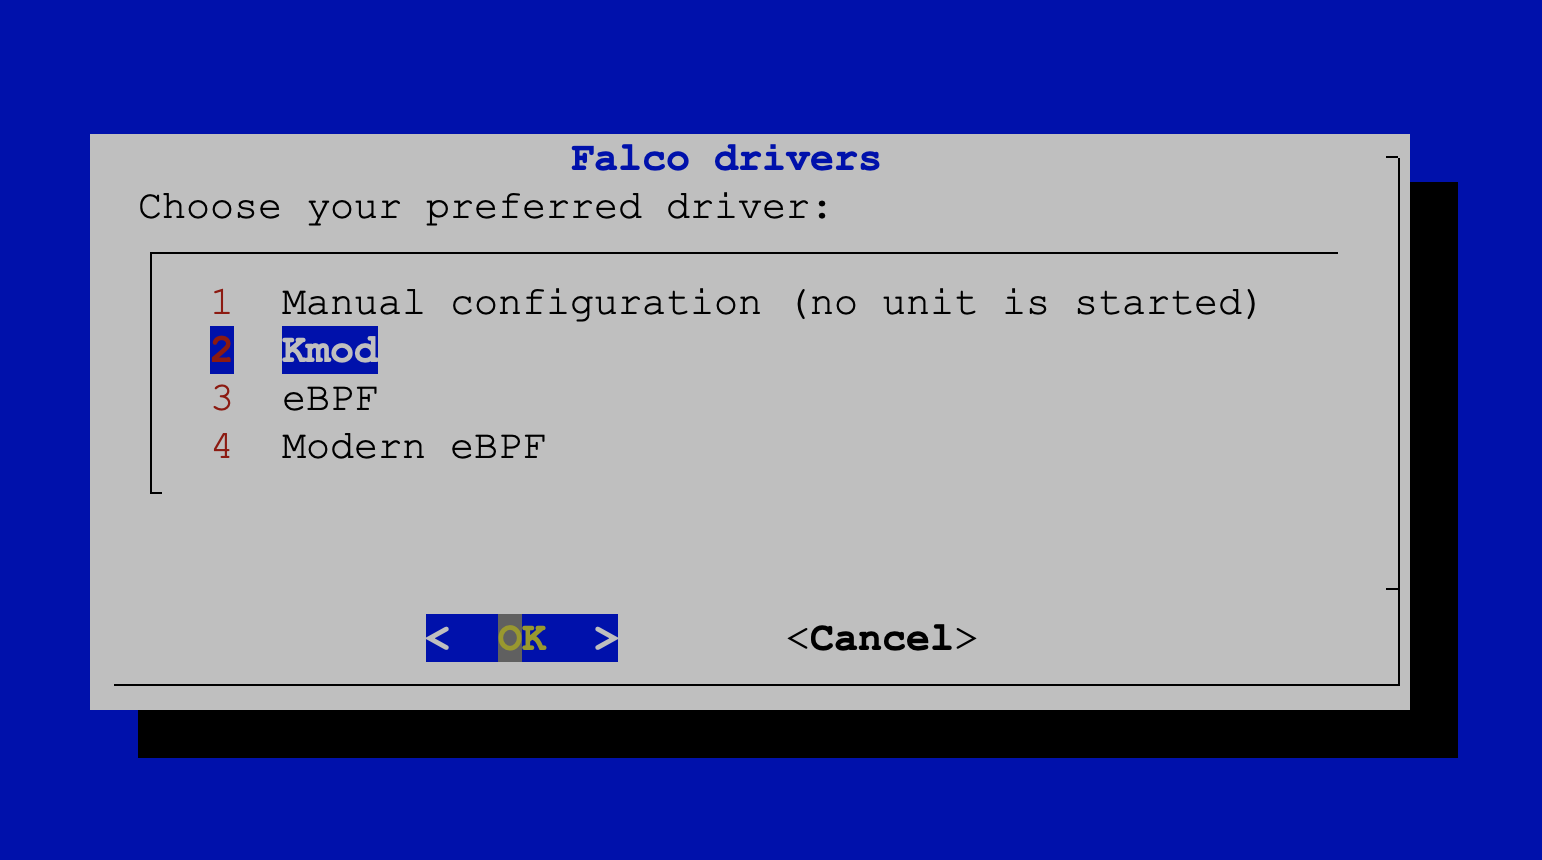 Falco drivers
Choose your preferred driver:
1 Manual configuration (no unit is started)
2 Kmod
3 eBPF
4 Modern eBPF
< OK > <Cancel>